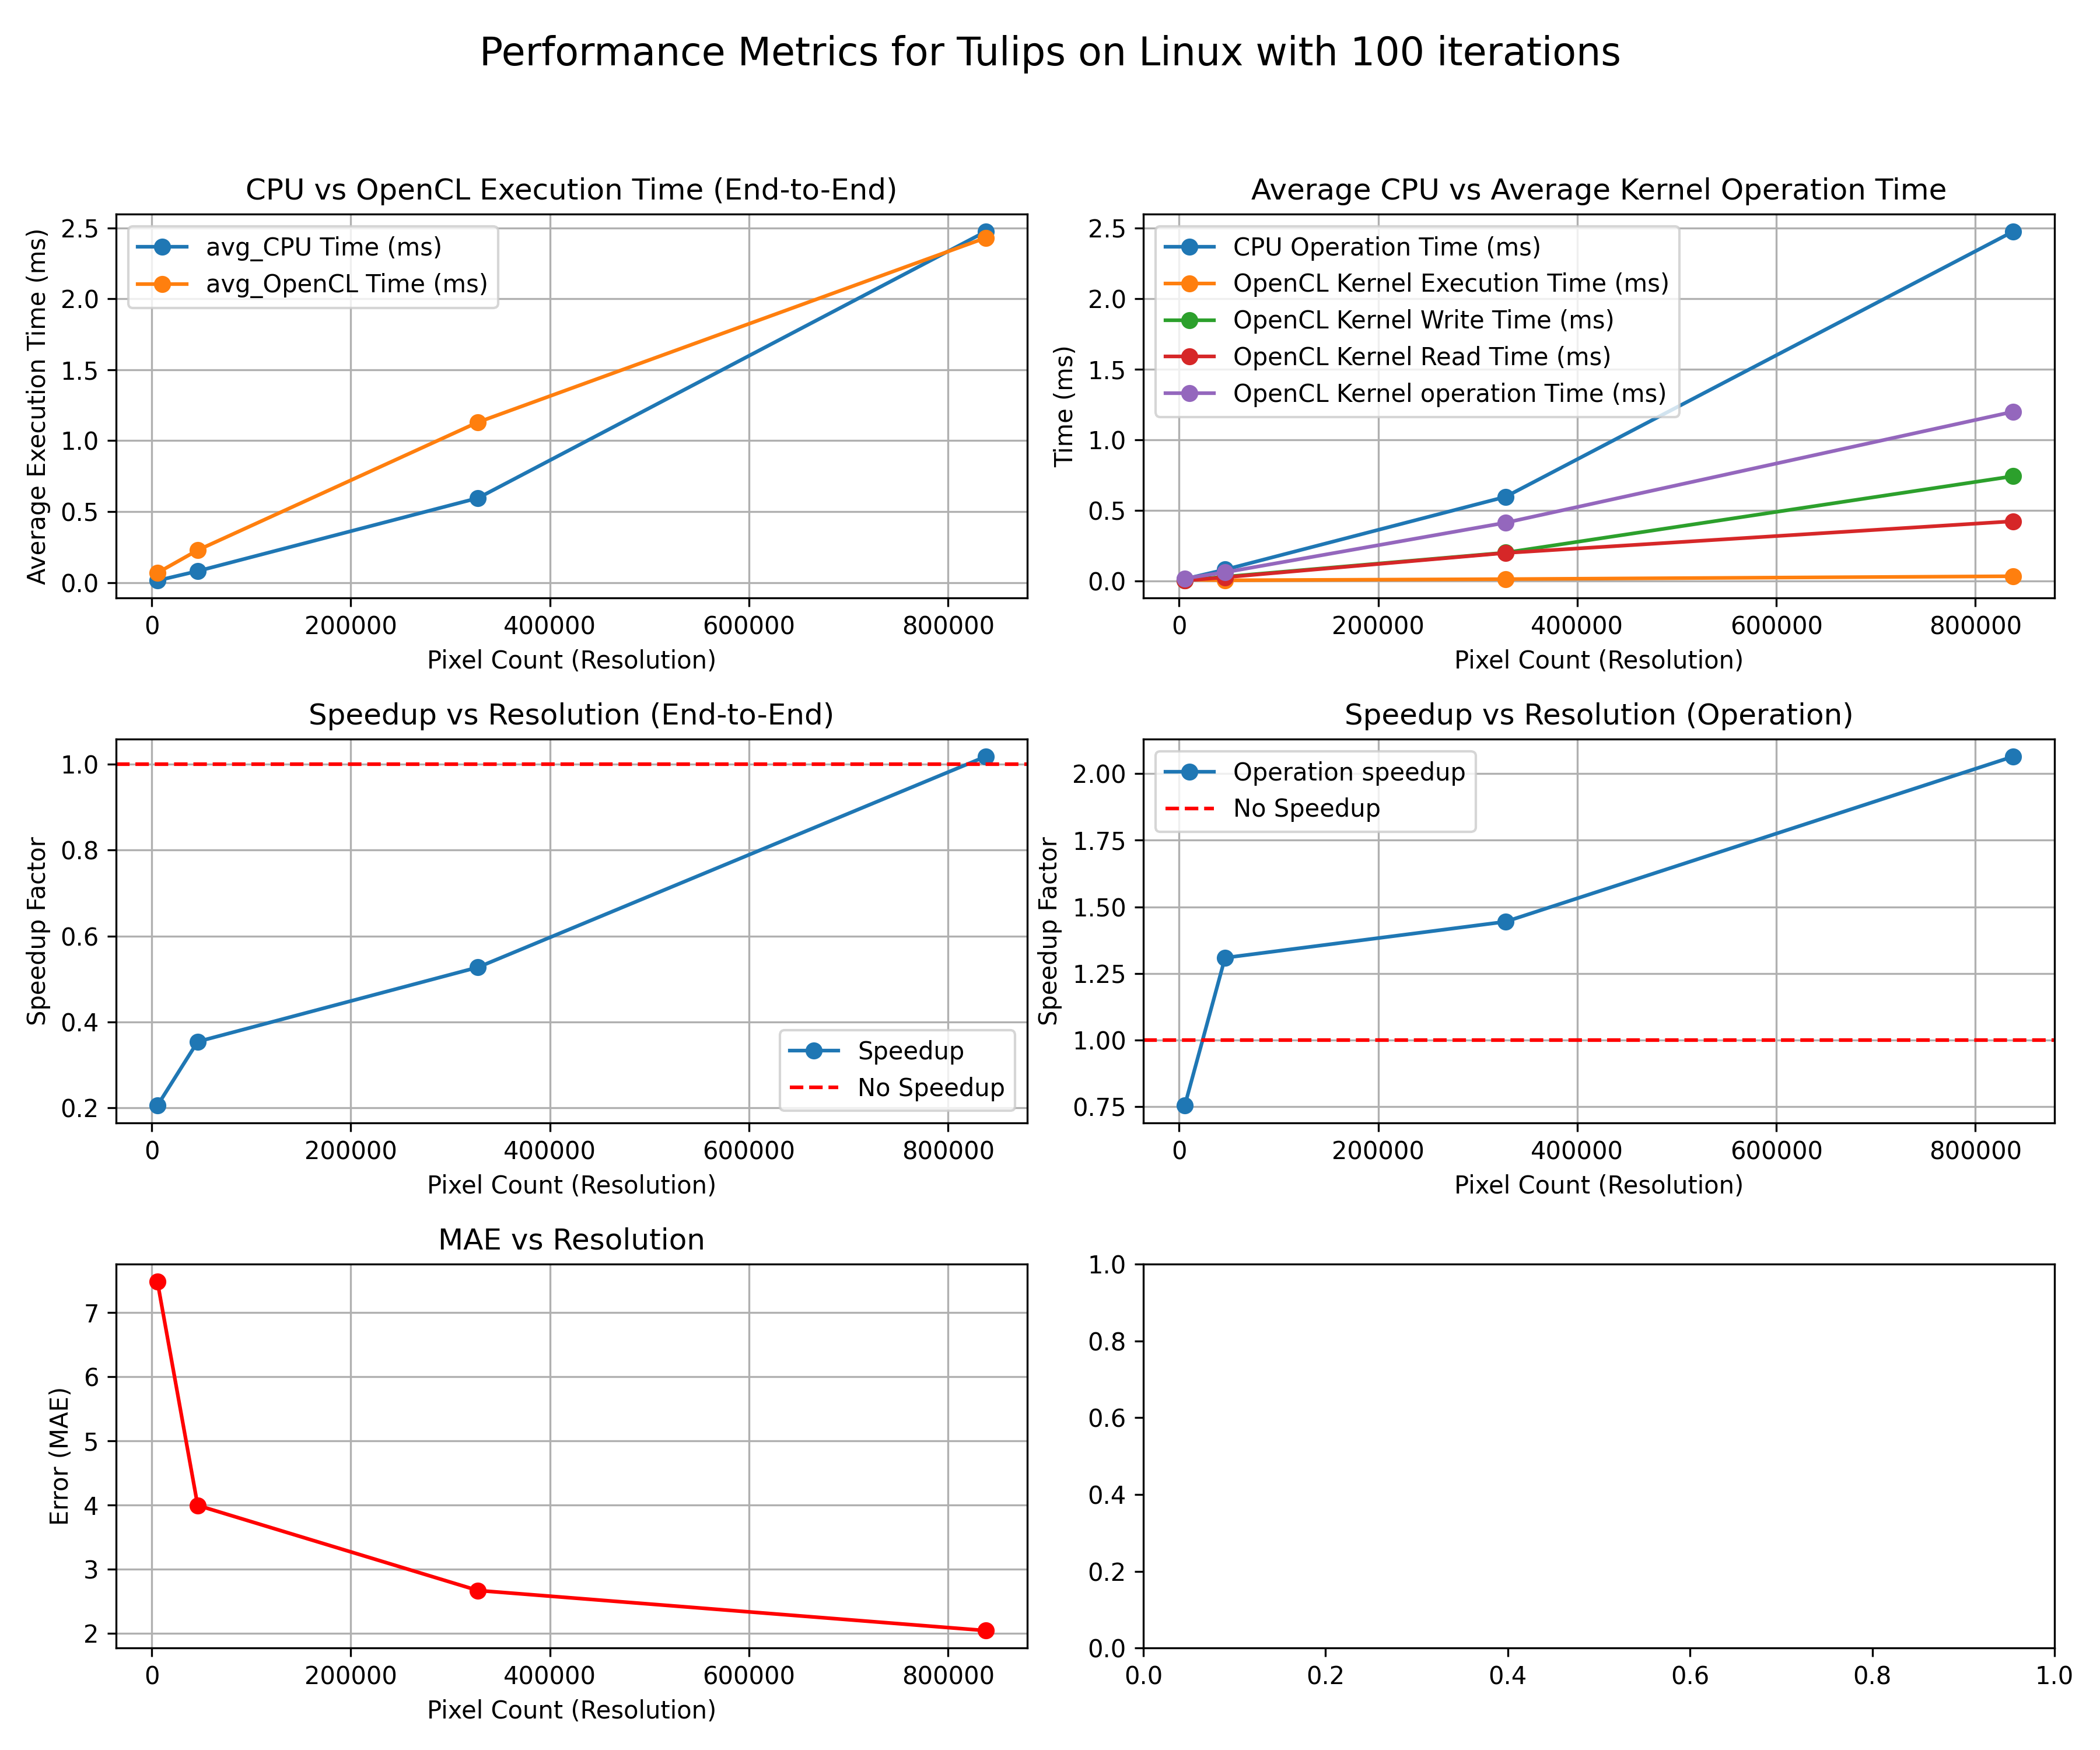 Performance Metrics for Tulips on Linux with 100 iterations
CPU vs OpenCL Execution Time (End-to-End)
avg_CPU Time (ms)
avg_OpenCL Time (ms)
Average Execution Time (ms)
2.5
2.0
1.5
1.0
0.5
0.0
0 200000 400000 600000 800000
Pixel Count (Resolution)
Average CPU vs Average Kernel Operation Time
CPU Operation Time (ms)
OpenCL Kernel Execution Time (ms)
OpenCL Kernel Write Time (ms)
OpenCL Kernel Read Time (ms)
OpenCL Kernel operation Time (ms)
Time (ms)
2.5
2.0
1.5
1.0
0.5
0.0
0 200000 400000 600000 800000
Pixel Count (Resolution)
Speedup vs Resolution (End-to-End)
Speedup Factor
1.0
0.8
0.6
0.4
0.2
Speedup
No Speedup
0 200000 400000 600000 800000
Pixel Count (Resolution)
Speedup vs Resolution (Operation)
Operation speedup
No Speedup
Speedup Factor
2.00
1.75
1.50
1.25
1.00
0.75
0 200000 400000 600000 800000
Pixel Count (Resolution)
MAE vs Resolution
Error (MAE)
7
6
5
4
3
2
0 200000 400000 600000 800000
Pixel Count (Resolution)
1.0
0.8
0.6
0.4
0.2
0.0
0.0 0.2 0.4 0.6 0.8 1.0